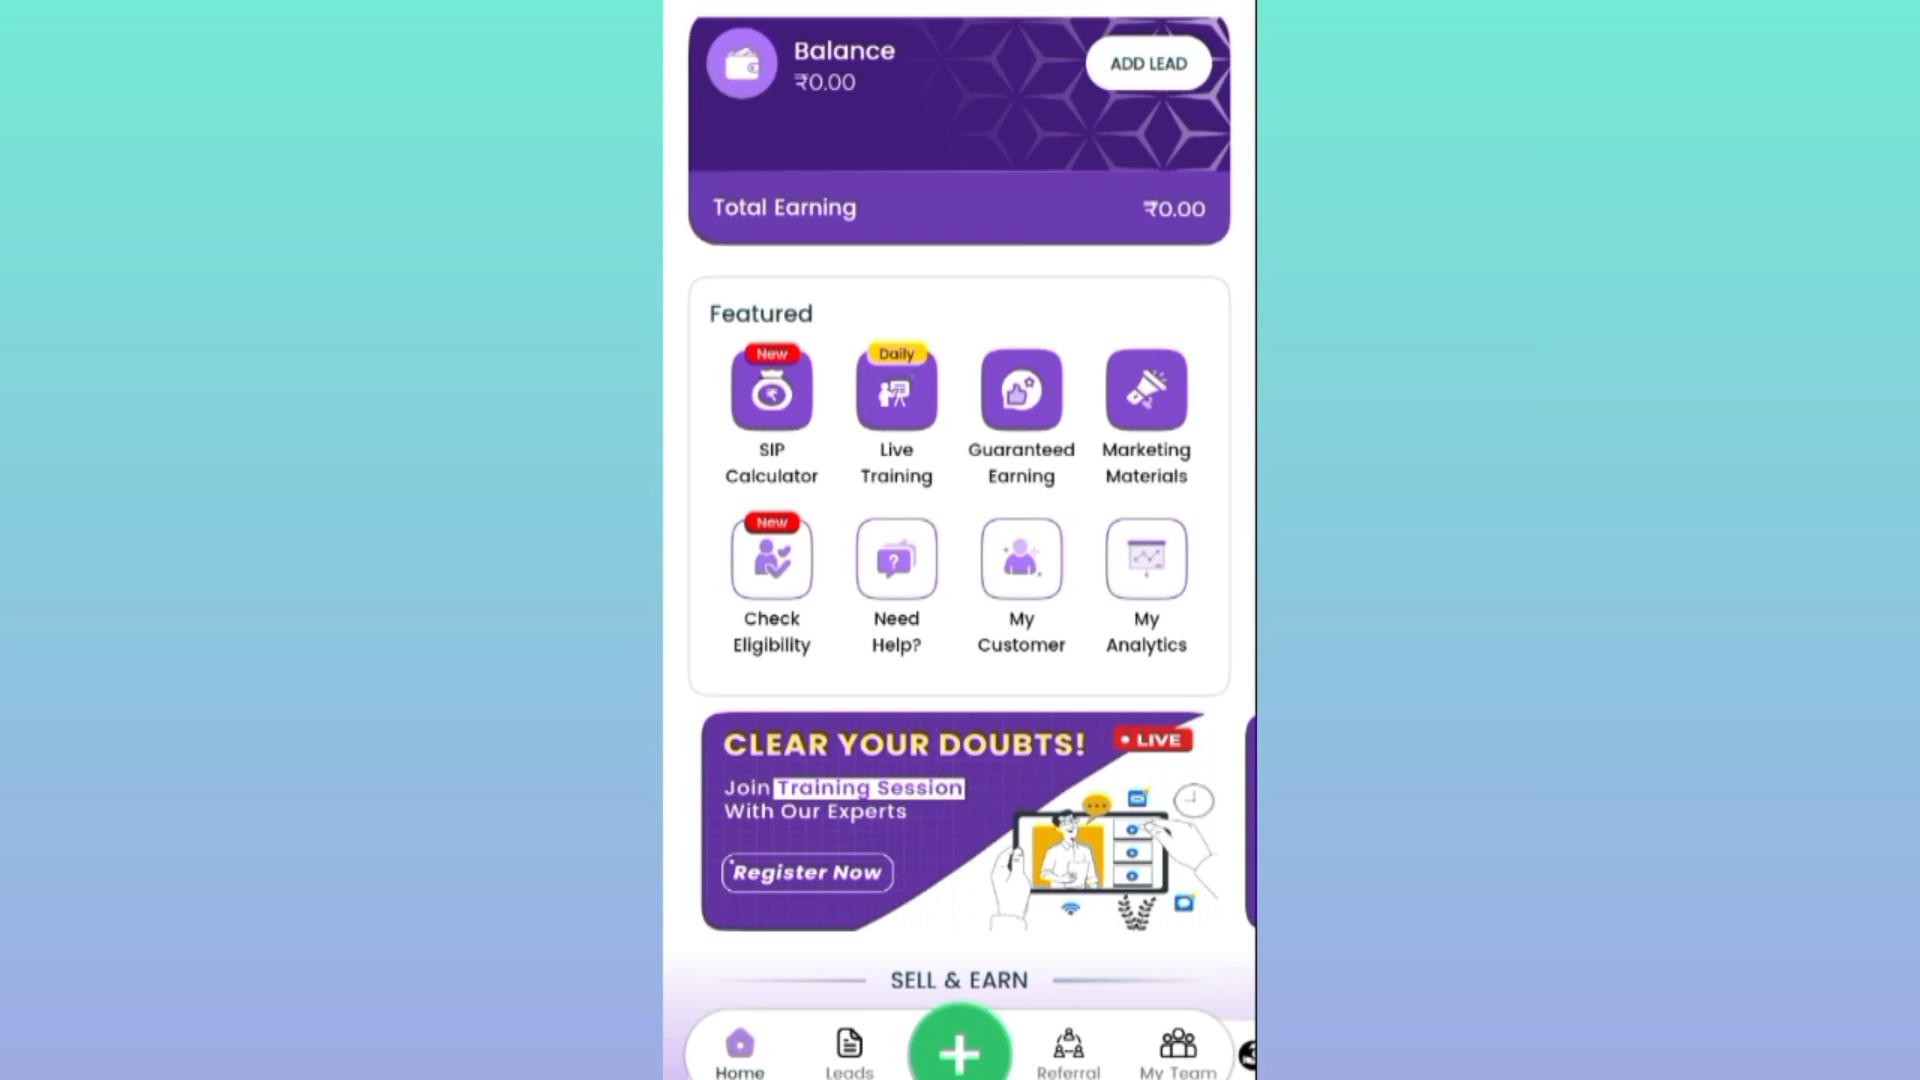 Balance
₹0.00
ADD LEAD
Total Earning
₹0.00
Featured
New
Daily
SIP
Calculator
Live
Training
Guaranteed
Earning
Marketing
Materials
New
Check
Eligibility
Need
Help?
My
Customer
My
Analytics
CLEAR YOUR DOUBTS!
LIVE
Join Training Session
With Our Experts
Register Now
SELL & EARN
Home
Leads
Referral
My Team